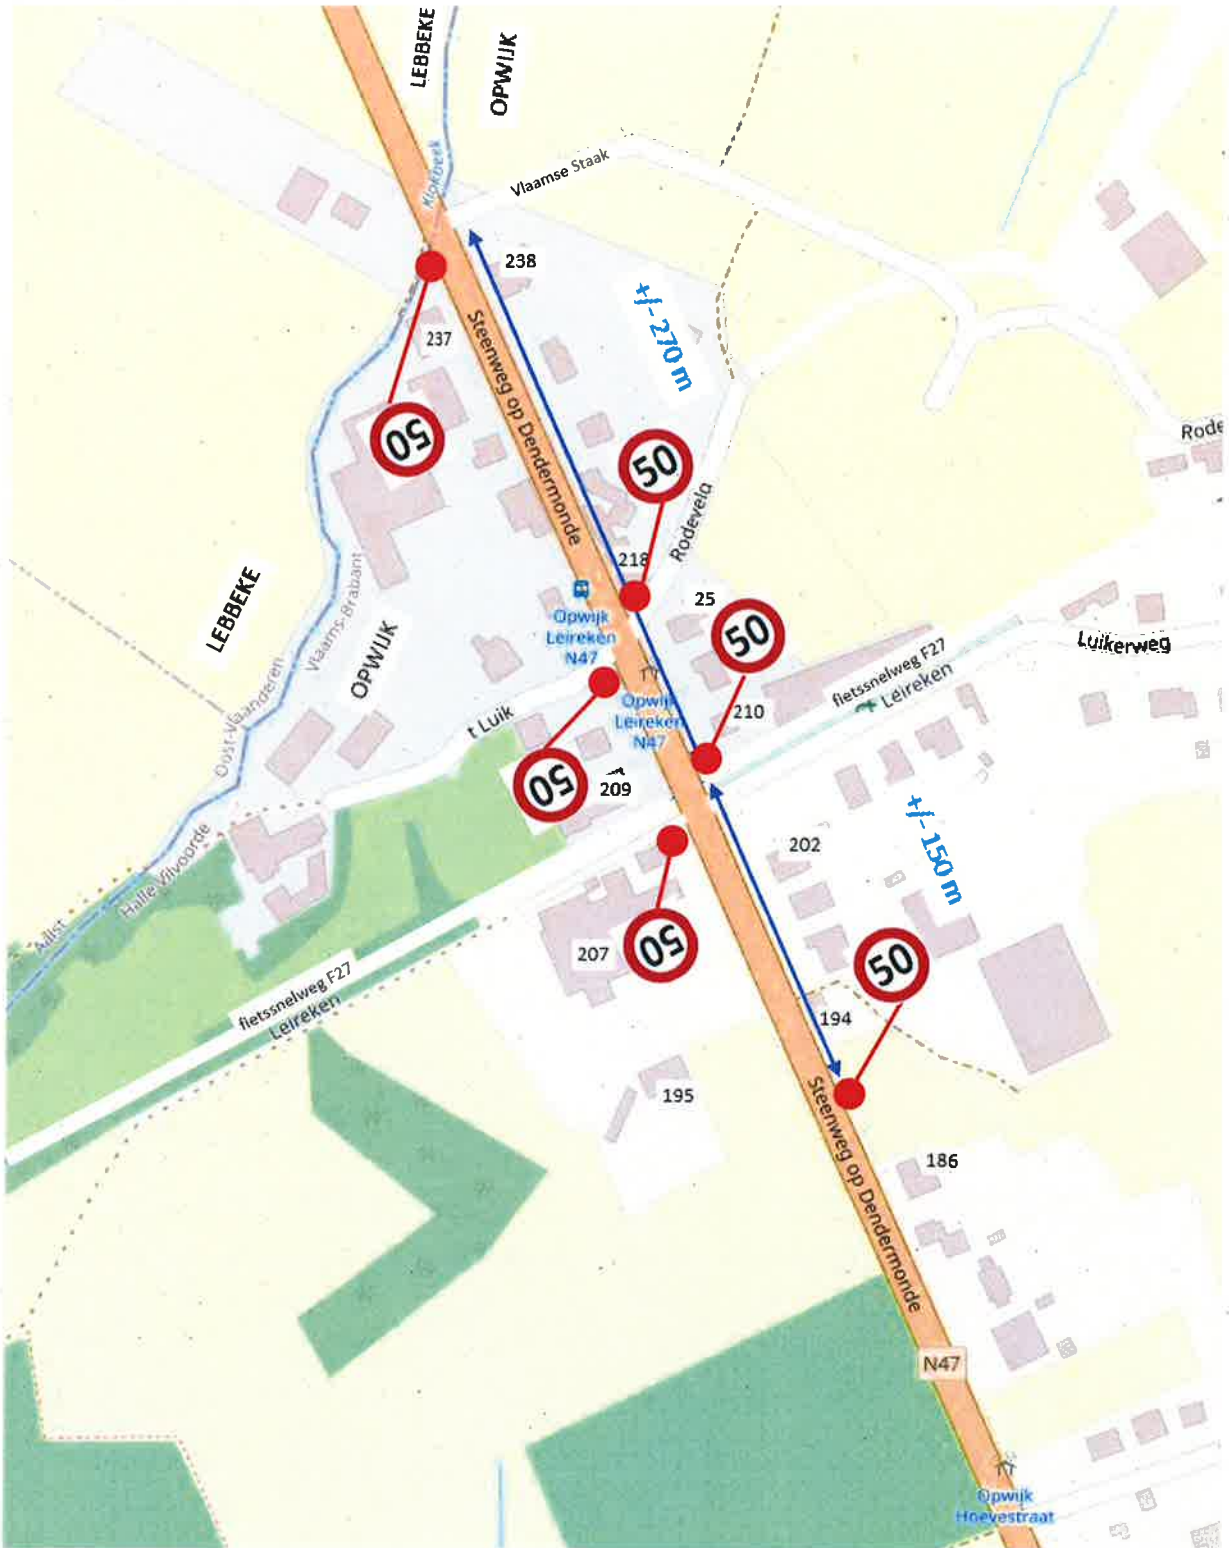 LEBBEKE
OPWIJK
Klokbeek
Vlaamse Staak
238
+/- 270 m
237
Steenweg op Dendermonde
50
50
Rode
Rodeveld
218
25
50
Opwijk
Leireken
N47
LEBBEKE
Vlaams-Brabant
OPWIJK
Oost-Vlaanderen
fietssnelweg F27
Leireken
Luikerweg
't Luik
Opwijk
Leireken
N47
210
50
209
+/- 150 m
202
Halle Vilvoorde
Aalst
207
50
50
fietssnelweg F27
Leireken
194
195
Steenweg op Dendermonde
186
N47
Opwijk
Hoevestraat